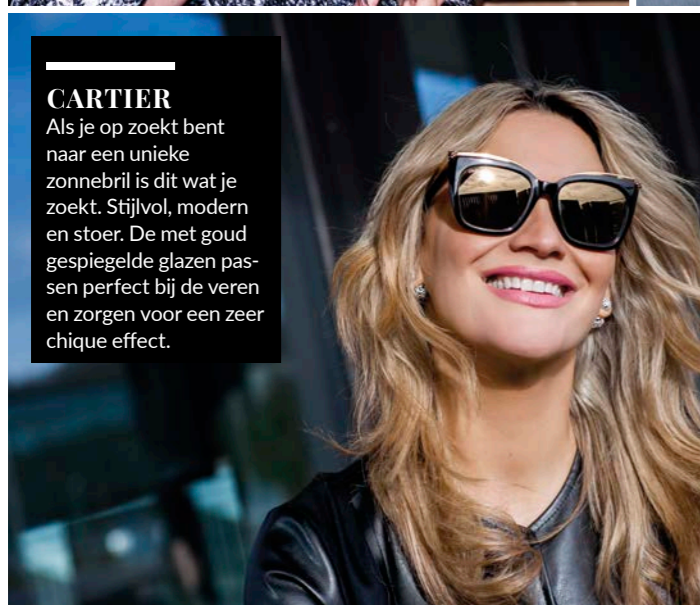 CARTIER
Als je op zoekt bent
naar een unieke
zonnebril is dit wat je
zoekt. Stijlvol, modern
en stoer. De met goud
gespiegelde glazen pas-
sen perfect bij de veren
en zorgen voor een zeer
chique effect.